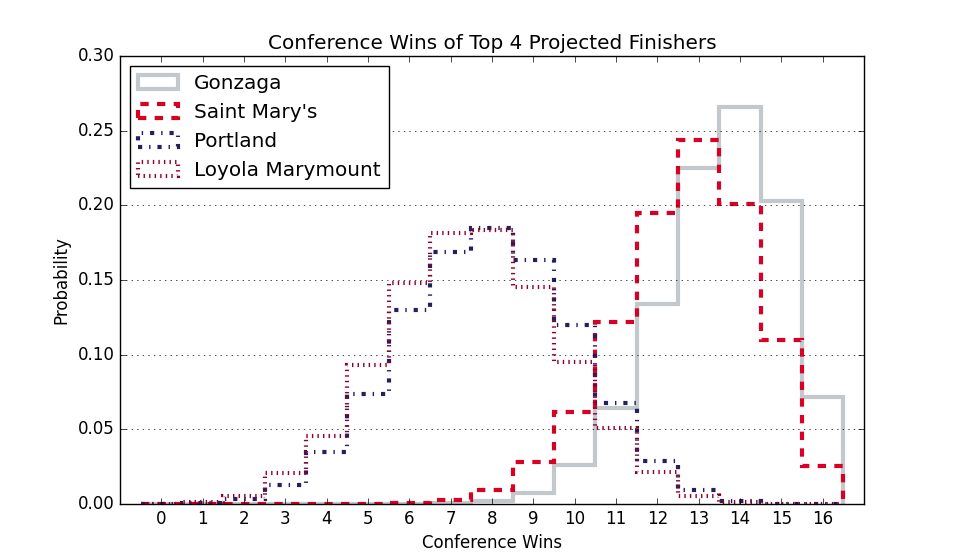 Conference Wins of Top 4 Projected Finishers
0.30
0.25
0.20
0.15
0.10
0.05
0.00
Probability
Gonzaga
Saint Mary's
Portland
Loyola Marymount
0 1 2 3 4 5 6 7 8 9 10 11 12 13 14 15 16
Conference Wins